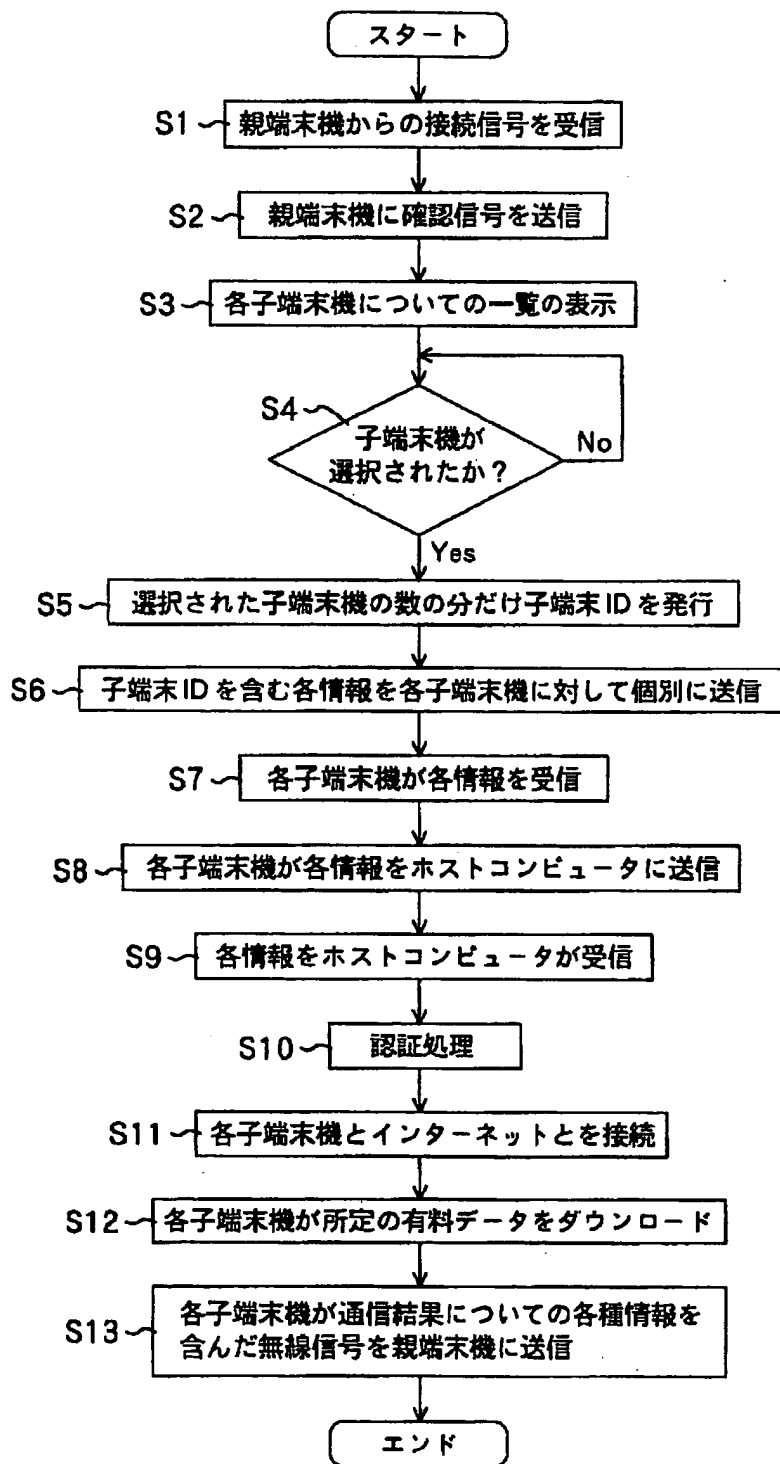 スタート
S1 親端末機からの接続信号を受信
S2 親端末機に確認信号を送信
S3 各子端末機についての一覧の表示
S4
子端末機が
選択されたか？
No
Yes
S5 選択された子端末機の数の分だけ子端末IDを発行
S6 子端末IDを含む各情報を各子端末機に対して個別に送信
S7 各子端末機が各情報を受信
S8 各子端末機が各情報をホストコンピュータに送信
S9 各情報をホストコンピュータが受信
S10 認証処理
S11 各子端末機とインターネットとを接続
S12 各子端末機が所定の有料データをダウンロード
S13 各子端末機が通信結果についての各種情報を
含んだ無線信号を親端末機に送信
エンド